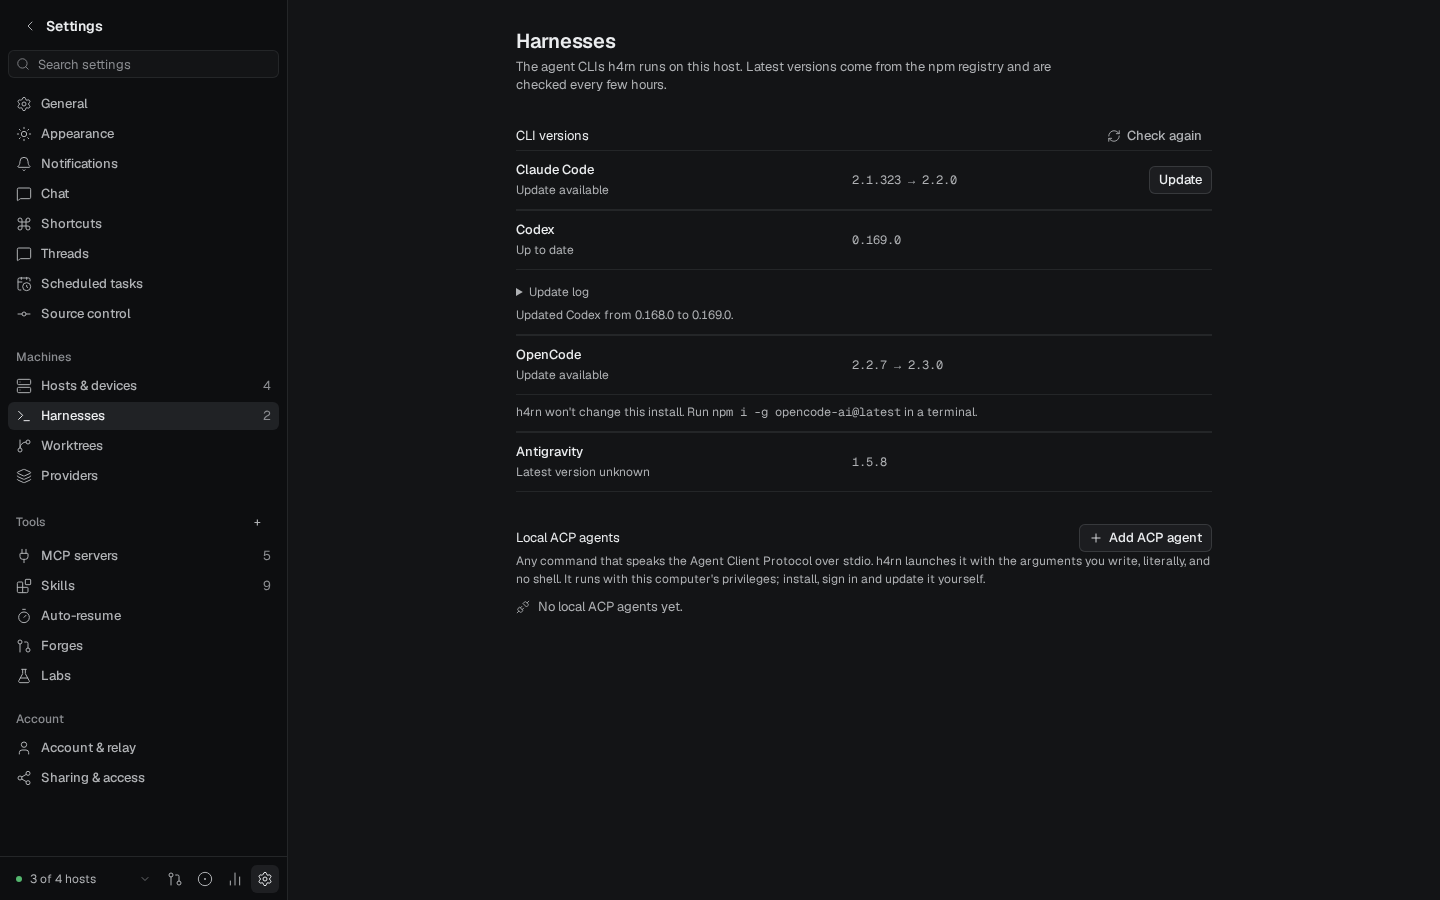 Settings
Search settings
General
Appearance
Notifications
Chat
Shortcuts
Threads
Scheduled tasks
Source control
Machines
Hosts & devices 4
Harnesses 2
Worktrees
Providers
Tools +
MCP servers 5
Skills 9
Auto-resume
Forges
Labs
Account
Account & relay
Sharing & access
3 of 4 hosts
Harnesses
The agent CLIs h4rn runs on this host. Latest versions come from the npm registry and are
checked every few hours.
CLI versions
Check again
Claude Code
Update available
2.1.323 → 2.2.0
Update
Codex
Up to date
0.169.0
Update log
Updated Codex from 0.168.0 to 0.169.0.
OpenCode
Update available
2.2.7 → 2.3.0
h4rn won't change this install. Run npm i -g opencode-ai@latest in a terminal.
Antigravity
Latest version unknown
1.5.8
Local ACP agents
+ Add ACP agent
Any command that speaks the Agent Client Protocol over stdio. h4rn launches it with the arguments you write, literally, and
no shell. It runs with this computer's privileges; install, sign in and update it yourself.
No local ACP agents yet.